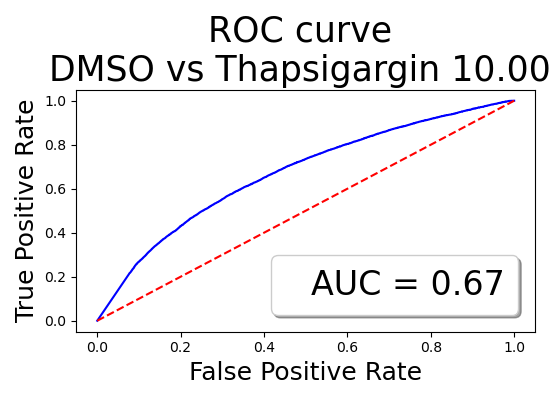 ROC curve
DMSO vs Thapsigargin 10.00
True Positive Rate
1.0
0.8
0.6
0.4
0.2
0.0
AUC = 0.67
0.0 0.2 0.4 0.6 0.8 1.0
False Positive Rate